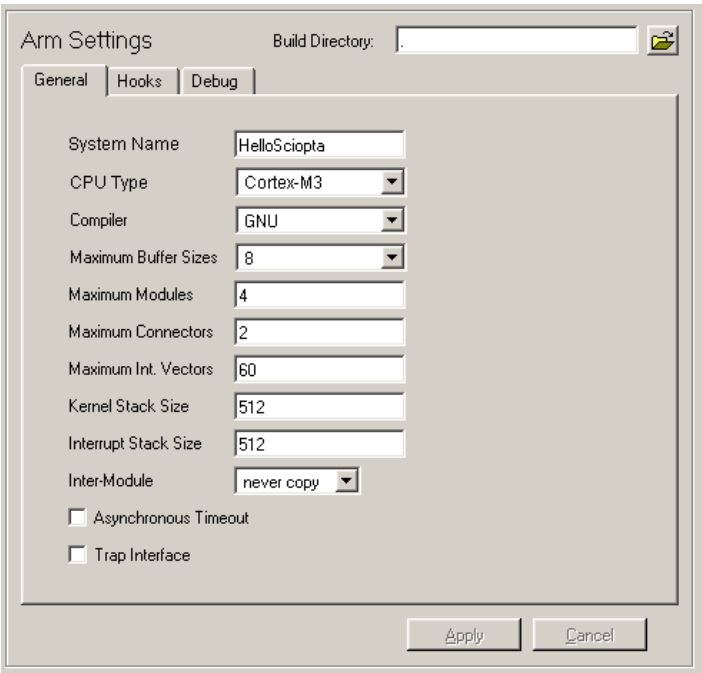 Arm Settings Build Directory: .
General Hooks Debug
System Name HelloSciopta
CPU Type Cortex-M3
Compiler GNU
Maximum Buffer Sizes 8
Maximum Modules 4
Maximum Connectors 2
Maximum Int. Vectors 60
Kernel Stack Size 512
Interrupt Stack Size 512
Inter-Module never copy
Asynchronous Timeout
Trap Interface
Apply Cancel